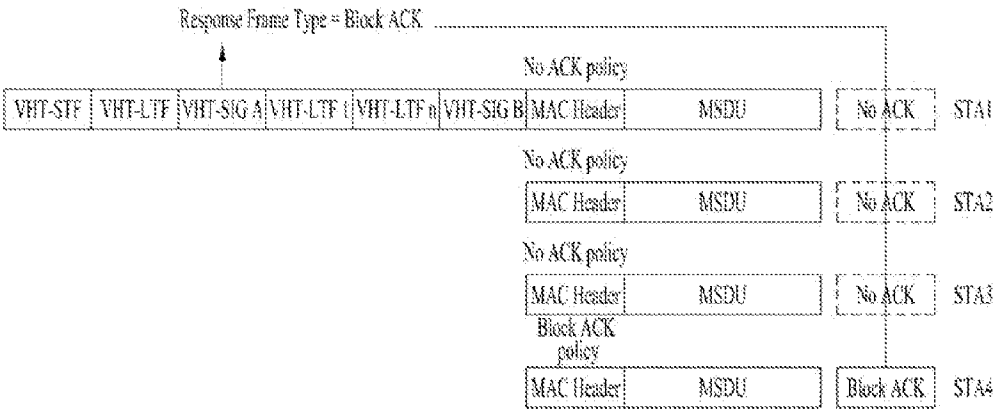 Response Frame Type = Block ACK
No ACK policy
VHT-STF VHT-LTF VHT-SIG A VHT-LTF 1 VHT-LTF n VHT-SIG B MAC Header MSDU No ACK STA1
No ACK policy
MAC Header MSDU No ACK STA2
No ACK policy
MAC Header MSDU No ACK STA3
Block ACK
policy
MAC Header MSDU Block ACK STA4